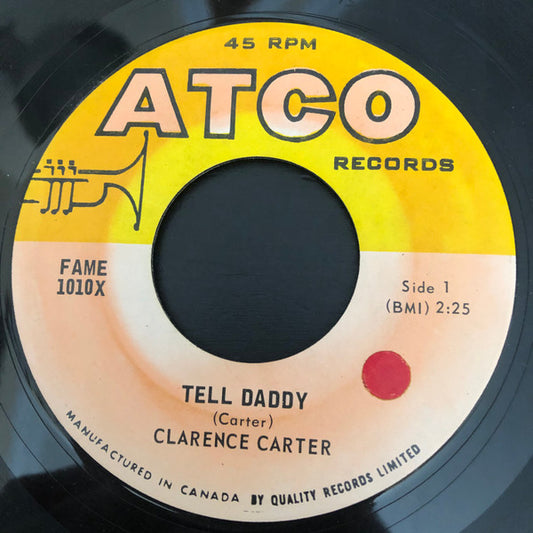 45 RPM
ATCO
RECORDS
FAME
1010X
Side 1
(BMI) 2:25
TELL DADDY
(Carter)
CLARENCE CARTER
MANUFACTURED IN CANADA BY QUALITY RECORDS LIMITED